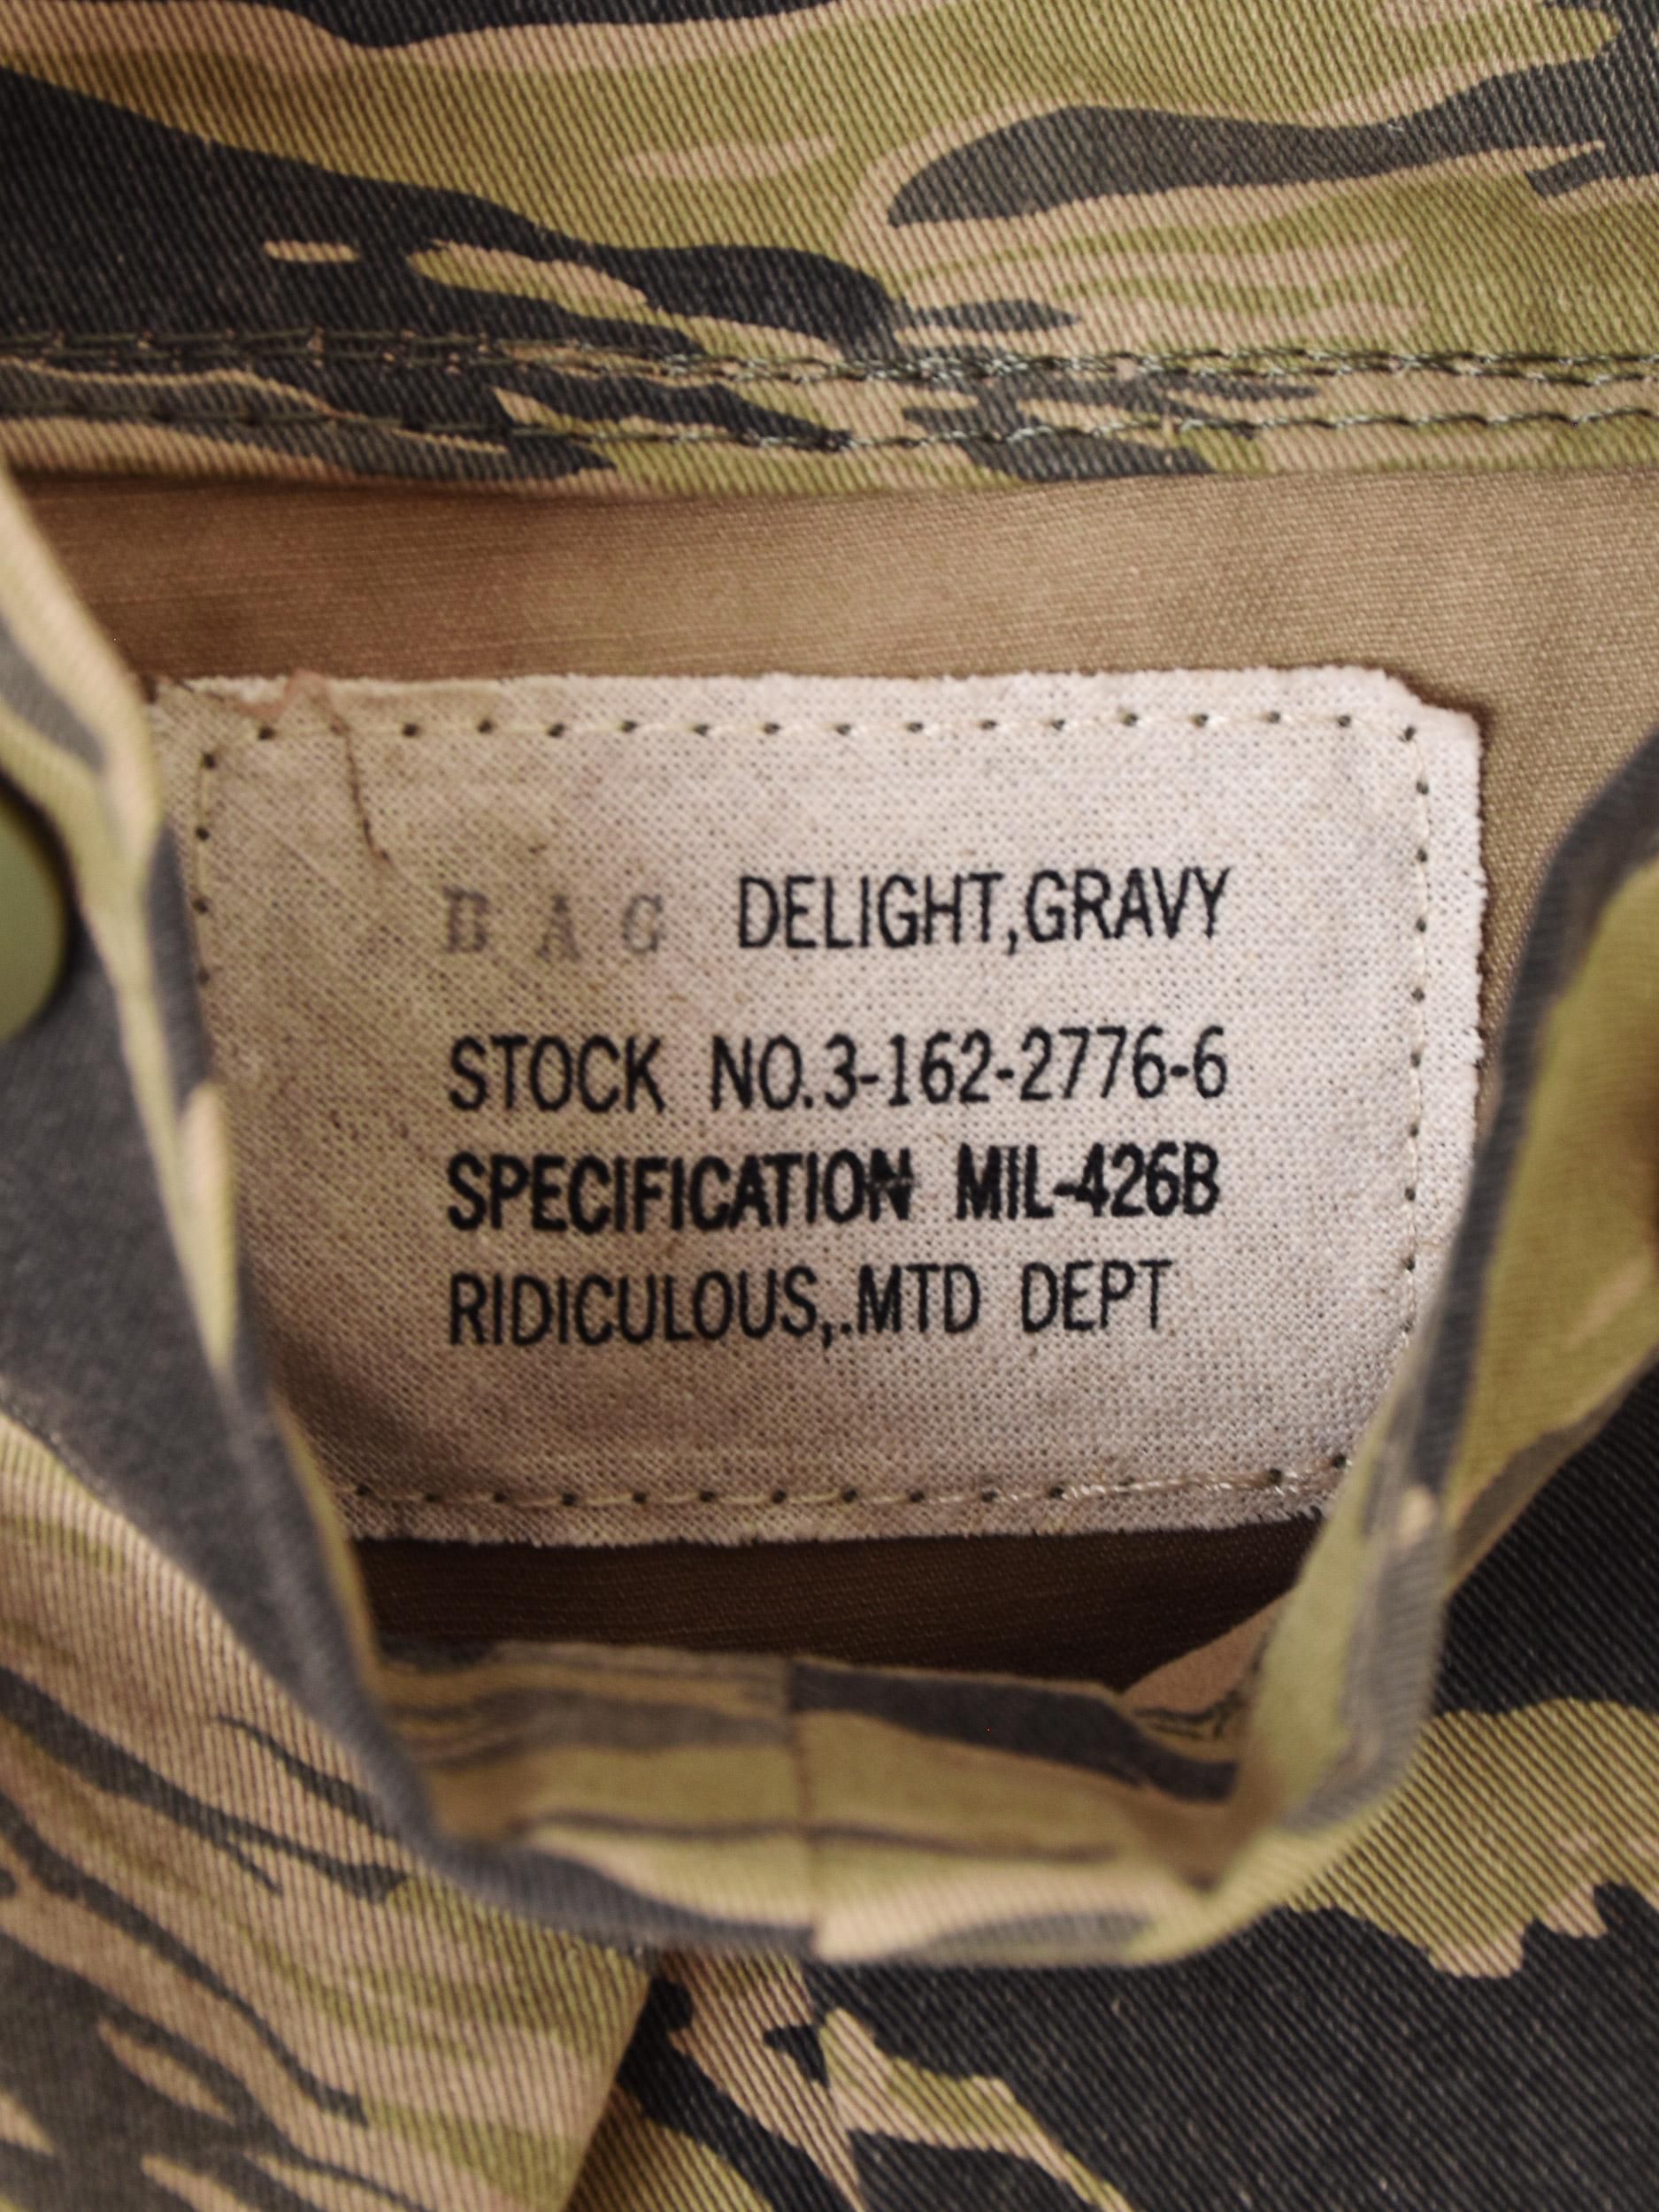 BAG DELIGHT,GRAVY
STOCK NO.3-162-2776-6
SPECIFICATION MIL-426B
RIDICULOUS,.MTD DEPT